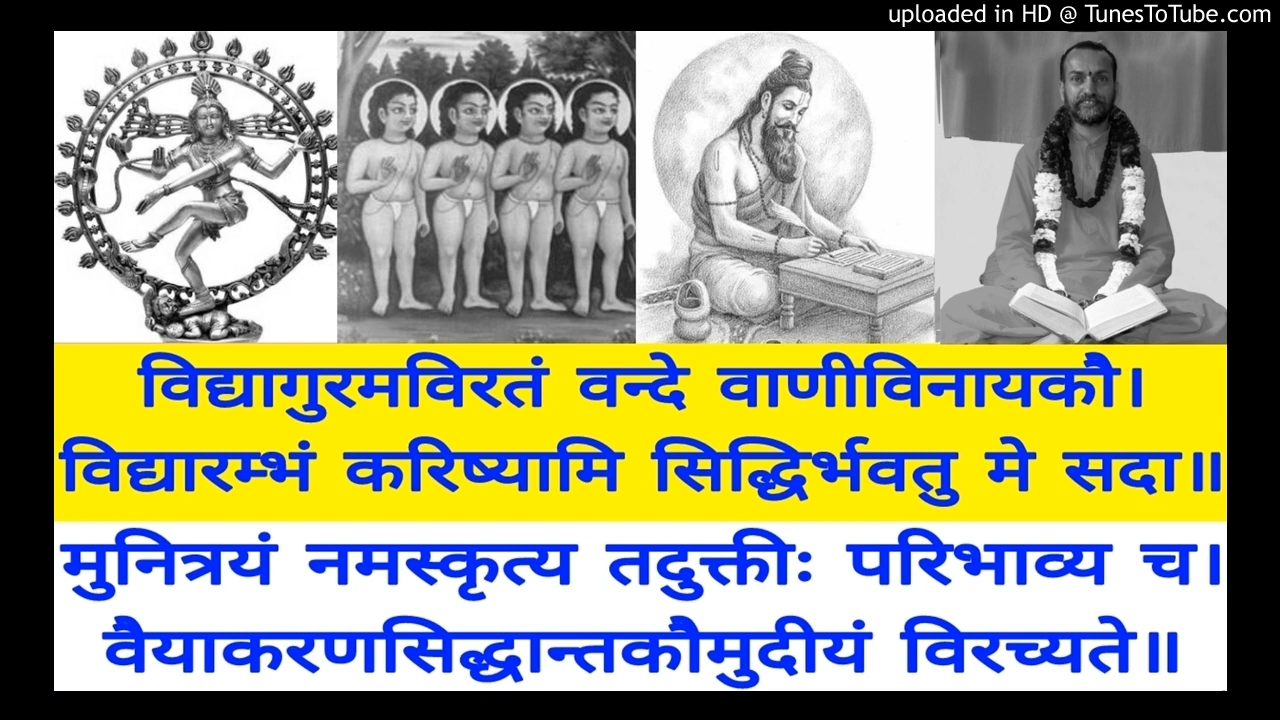 uploaded in HD @ TunesToTube.com
विद्यागुरमविरतं वन्दे वाणीविनायकौ।
विद्यारम्भं करिष्यामि सिद्धिर्भवतु मे सदा॥
मुनित्रयं नमस्कृत्य तदुक्तीः परिभाव्य च।
वैयाकरणसिद्धान्तकौमुदीयं विरच्यते॥